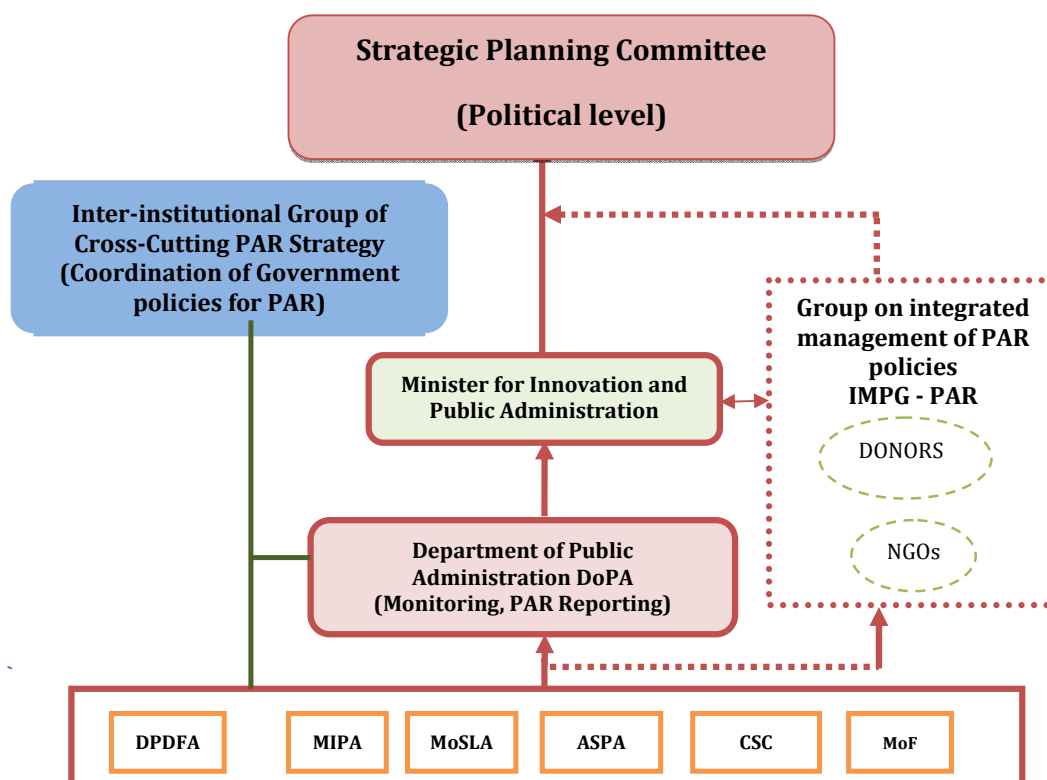 Strategic Planning Committee
(Political level)
Inter-institutional Group of
Cross-Cutting PAR Strategy
(Coordination of Government
policies for PAR)
Group on integrated
management of PAR
policies
IMPG - PAR
DONORS
NGOs
Minister for Innovation and
Public Administration
Department of Public
Administration DoPA
(Monitoring, PAR Reporting)
DPDFA
MIPA
MoSLA
ASPA
CSC
MoF